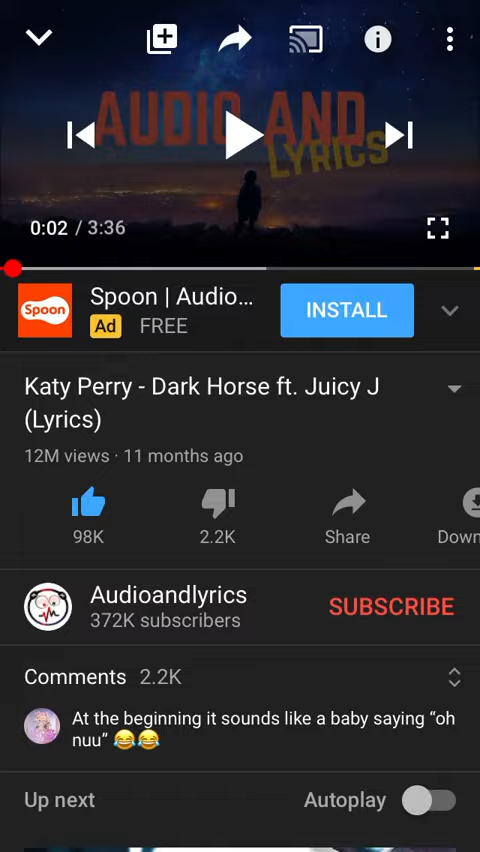 AUDIO AND
LYRICS
0:02 / 3:36
Spoon
Spoon | Audio...
INSTALL
Ad FREE
Katy Perry - Dark Horse ft. Juicy J
(Lyrics)
12M views · 11 months ago
98K 2.2K Share Down
Audioandlyrics
372K subscribers
SUBSCRIBE
Comments 2.2K
At the beginning it sounds like a baby saying “oh
nuu” 😂😂
Up next Autoplay